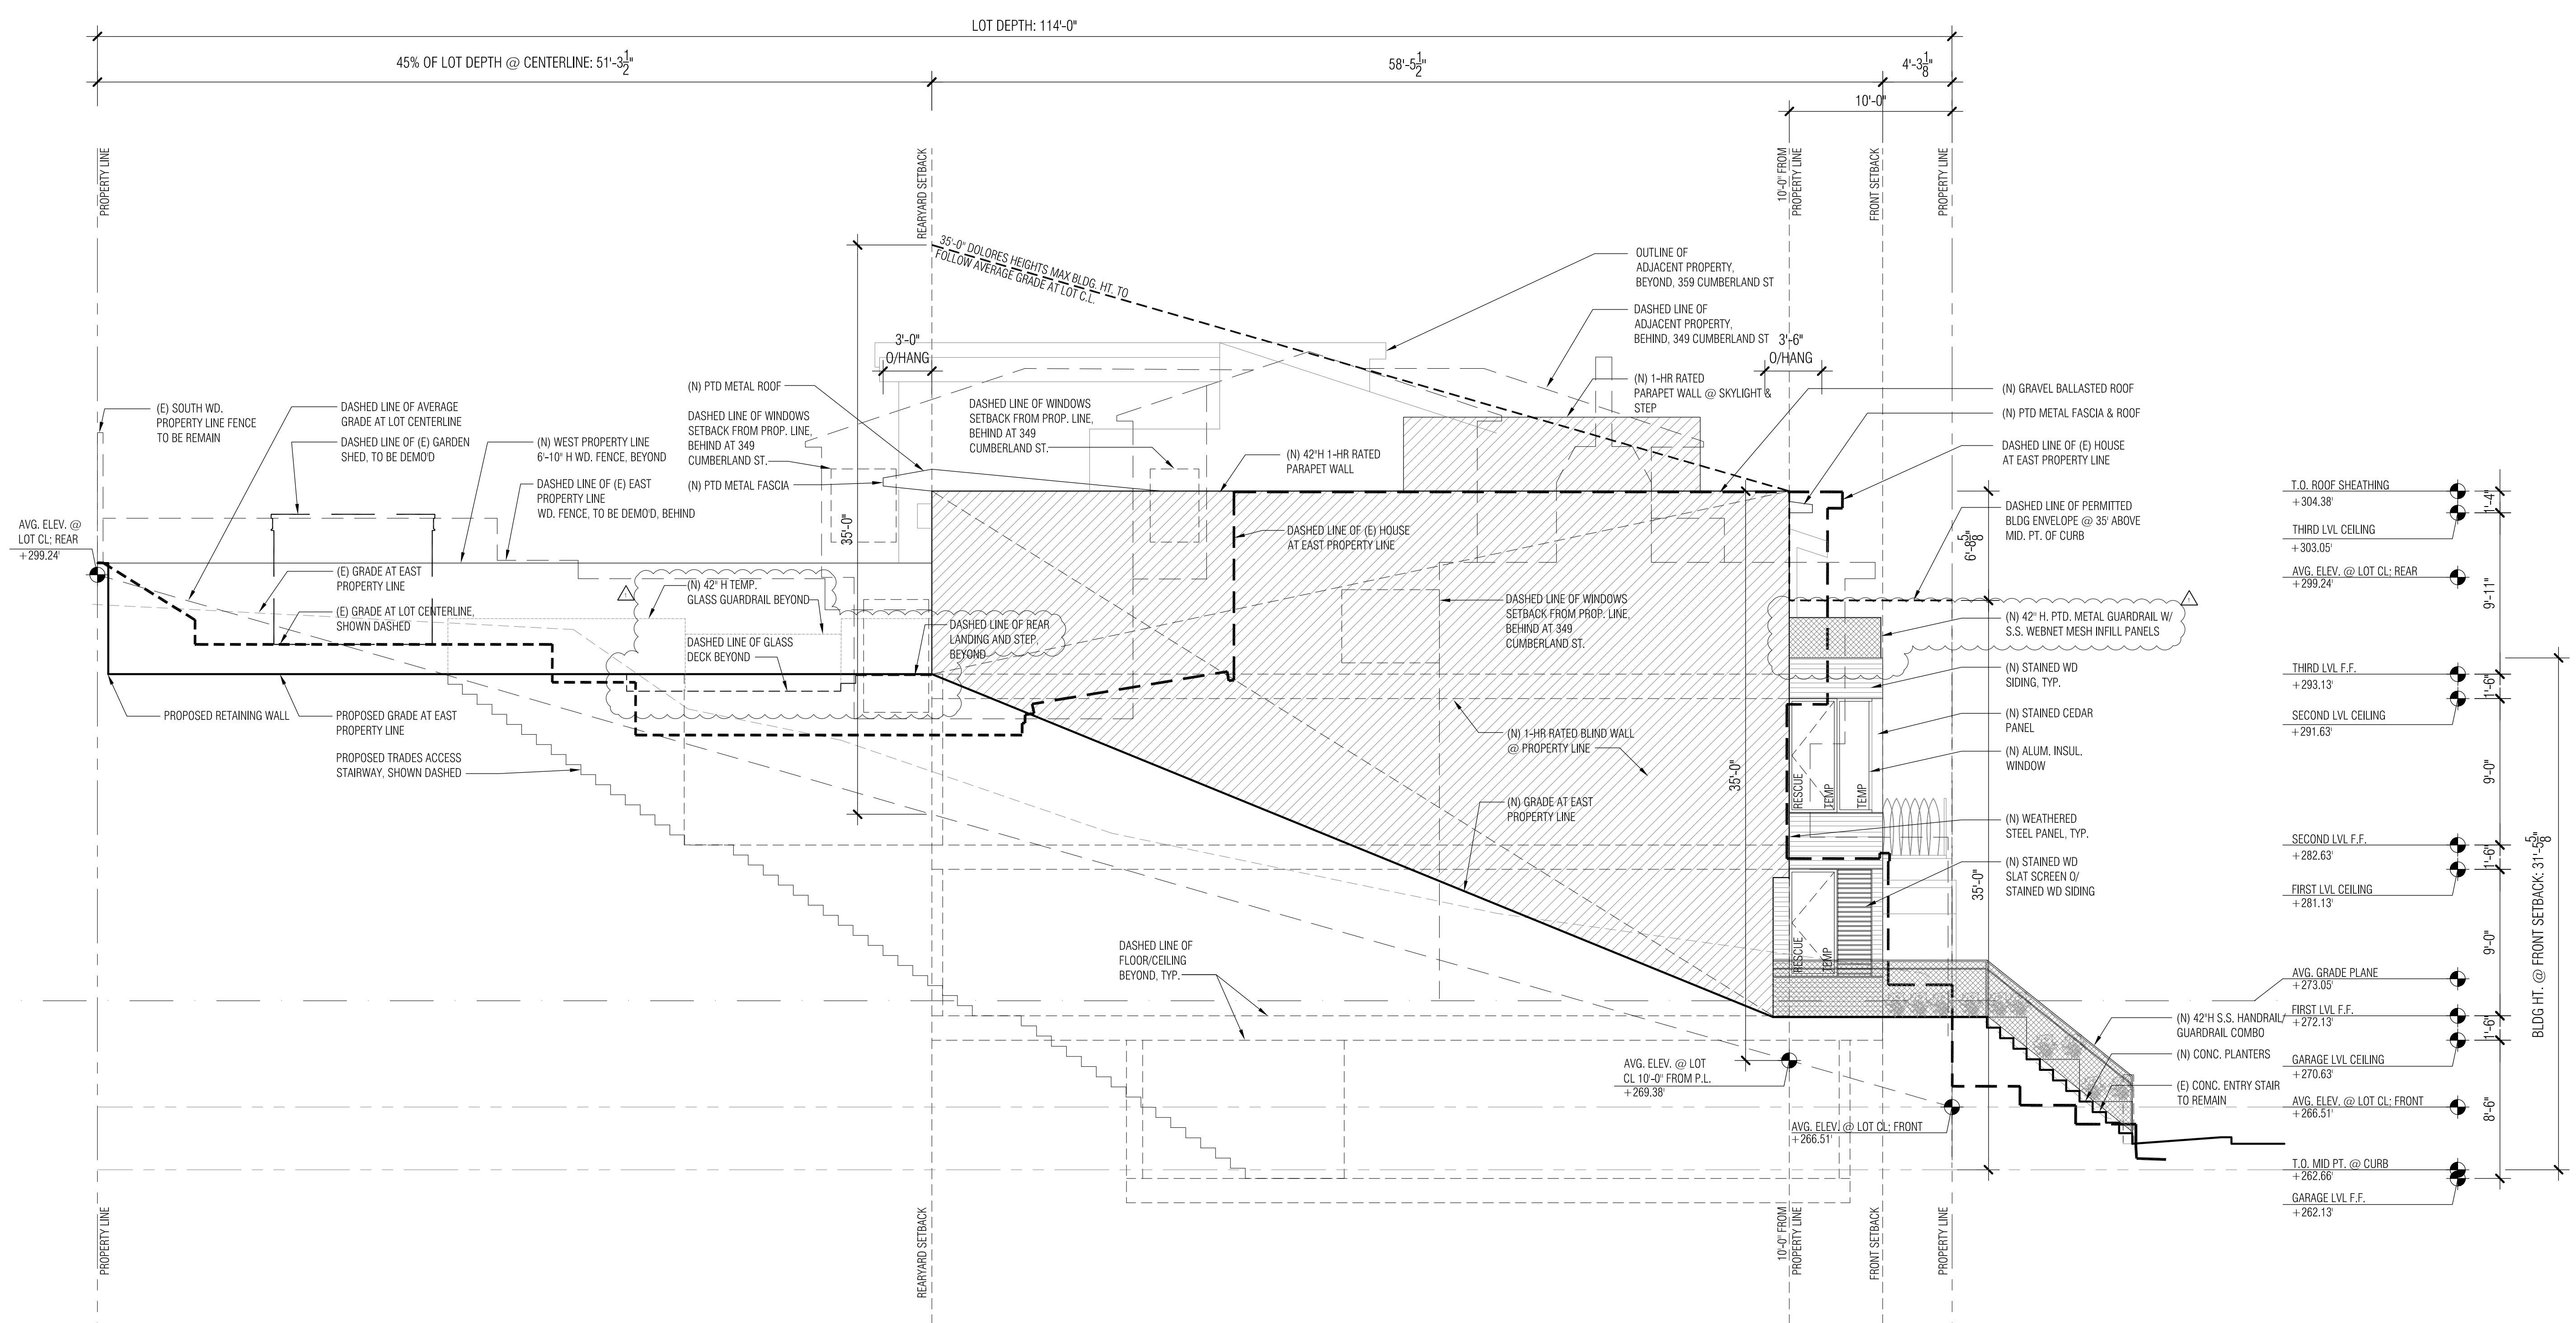 LOT DEPTH: 114'-0"
45% OF LOT DEPTH @ CENTERLINE: 51'-3 1/2"
58'-5 1/2"
4'-3 1/8"
10'-0"
PROPERTY LINE
REARYARD SETBACK
10'-0" FROM
PROPERTY LINE
FRONT SETBACK
PROPERTY LINE
35'-0" DOLORES HEIGHTS MAX BLDG. HT. TO
FOLLOW AVERAGE GRADE AT LOT C.L.
OUTLINE OF
ADJACENT PROPERTY,
BEYOND, 359 CUMBERLAND ST
DASHED LINE OF
ADJACENT PROPERTY,
BEHIND, 349 CUMBERLAND ST
3'-0"
O/HANG
3'-6"
O/HANG
(N) 1-HR RATED
PARAPET WALL @ SKYLIGHT &
STEP
(N) PTD METAL ROOF
(N) GRAVEL BALLASTED ROOF
(E) SOUTH WD.
PROPERTY LINE FENCE
TO BE REMAIN
DASHED LINE OF AVERAGE
GRADE AT LOT CENTERLINE
DASHED LINE OF (E) GARDEN
SHED, TO BE DEMO'D
(N) WEST PROPERTY LINE
6'-10" H WD. FENCE, BEYOND
DASHED LINE OF (E) EAST
PROPERTY LINE
WD. FENCE, TO BE DEMO'D, BEHIND
DASHED LINE OF WINDOWS
SETBACK FROM PROP. LINE,
BEHIND AT 349
CUMBERLAND ST.
(N) PTD METAL FASCIA
DASHED LINE OF WINDOWS
SETBACK FROM PROP. LINE,
BEHIND AT 349
CUMBERLAND ST.
(N) 42"H 1-HR RATED
PARAPET WALL
(N) PTD METAL FASCIA & ROOF
DASHED LINE OF (E) HOUSE
AT EAST PROPERTY LINE
DASHED LINE OF PERMITTED
BLDG ENVELOPE @ 35' ABOVE
MID. PT. OF CURB
AVG. ELEV. @
LOT CL; REAR
+299.24'
(E) GRADE AT EAST
PROPERTY LINE
(E) GRADE AT LOT CENTERLINE,
SHOWN DASHED
35'-0"
DASHED LINE OF (E) HOUSE
AT EAST PROPERTY LINE
6'-8 5/8"
(N) 42" H TEMP.
GLASS GUARDRAIL BEYOND
DASHED LINE OF GLASS
DECK BEYOND
DASHED LINE OF REAR
LANDING AND STEP,
BEYOND
DASHED LINE OF WINDOWS
SETBACK FROM PROP. LINE,
BEHIND AT 349
CUMBERLAND ST.
(N) 42" H. PTD. METAL GUARDRAIL W/
S.S. WEBNET MESH INFILL PANELS
(N) STAINED WD
SIDING, TYP.
(N) STAINED CEDAR
PANEL
(N) ALUM. INSUL.
WINDOW
PROPOSED RETAINING WALL
PROPOSED GRADE AT EAST
PROPERTY LINE
PROPOSED TRADES ACCESS
STAIRWAY, SHOWN DASHED
(N) 1-HR RATED BLIND WALL
@ PROPERTY LINE
(N) GRADE AT EAST
PROPERTY LINE
35'-0"
RESCUE
TEMP
TEMP
(N) WEATHERED
STEEL PANEL, TYP.
(N) STAINED WD
SLAT SCREEN O/
STAINED WD SIDING
35'-0"
RESCUE
TEMP
DASHED LINE OF
FLOOR/CEILING
BEYOND, TYP.
AVG. ELEV. @ LOT
CL 10'-0" FROM P.L.
+269.38'
AVG. ELEV. @ LOT CL; FRONT
+266.51'
(N) 42"H S.S. HANDRAIL/
GUARDRAIL COMBO
(N) CONC. PLANTERS
(E) CONC. ENTRY STAIR
TO REMAIN
T.O. ROOF SHEATHING
+304.38'
THIRD LVL CEILING
+303.05'
AVG. ELEV. @ LOT CL; REAR
+299.24'
THIRD LVL F.F.
+293.13'
SECOND LVL CEILING
+291.63'
SECOND LVL F.F.
+282.63'
FIRST LVL CEILING
+281.13'
AVG. GRADE PLANE
+273.05'
FIRST LVL F.F.
+272.13'
GARAGE LVL CEILING
+270.63'
AVG. ELEV. @ LOT CL; FRONT
+266.51'
T.O. MID PT. @ CURB
+262.66'
GARAGE LVL F.F.
+262.13'
1'-4"
9'-11"
1'-6"
9'-0"
1'-6"
9'-0"
1'-6"
8'-6"
BLDG HT. @ FRONT SETBACK: 31'-5 5/8"
PROPERTY LINE
REARYARD SETBACK
10'-0" FROM
PROPERTY LINE
FRONT SETBACK
PROPERTY LINE